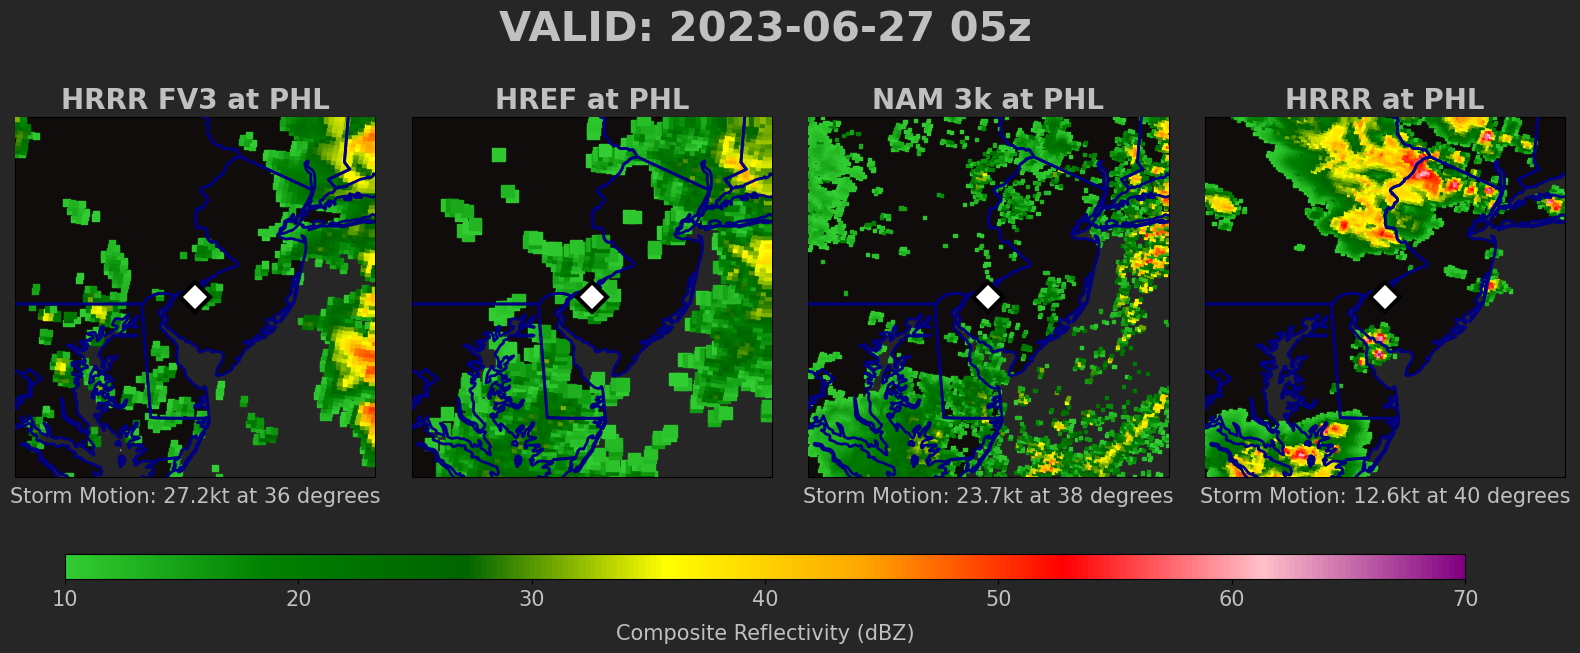 VALID: 2023-06-27 05z
HRRR FV3 at PHL
HREF at PHL
NAM 3k at PHL
HRRR at PHL
Storm Motion: 27.2kt at 36 degrees
Storm Motion: 23.7kt at 38 degrees
Storm Motion: 12.6kt at 40 degrees
10 20 30 40 50 60 70
Composite Reflectivity (dBZ)